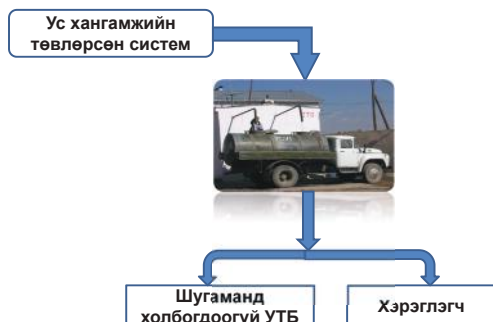 Ус хангамжийн
төвлөрсөн систем
Шугаманд
холбогдоогүй УТБ
Хэрэглэгч